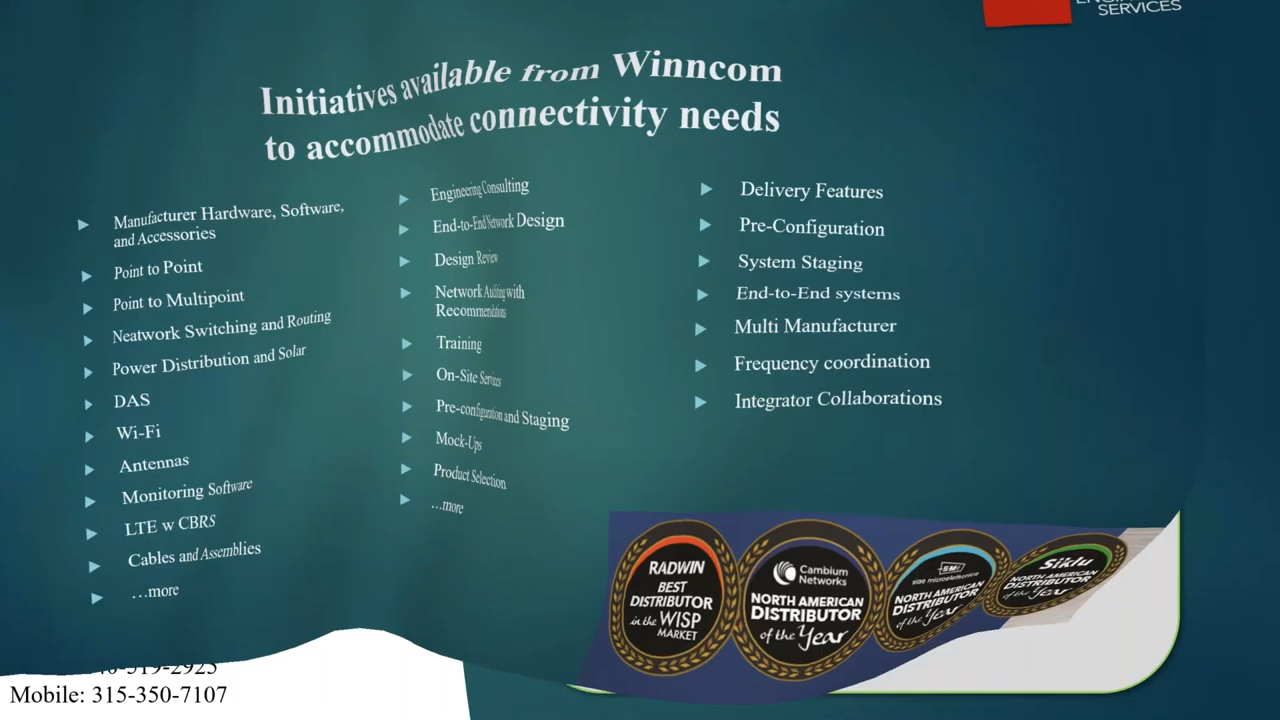 SERVICES
Initiatives available from Winncom
to accommodate connectivity needs
Manufacturer Hardware, Software,
and Accessories
Point to Point
Point to Multipoint
Neatwork Switching and Routing
Power Distribution and Solar
DAS
Wi-Fi
Antennas
Monitoring Software
LTE w CBRS
Cables and Assemblies
...more
Engineering Consulting
End-to-End Network Design
Design Review
Network Auditing with
Recommendations
Training
On-Site Services
Pre-configuration and Staging
Mock-Ups
Product Selection
...more
Delivery Features
Pre-Configuration
System Staging
End-to-End systems
Multi Manufacturer
Frequency coordination
Integrator Collaborations
RADWIN
BEST
DISTRIBUTOR
in the WISP
MARKET
Cambium
Networks
NORTH AMERICAN
DISTRIBUTOR
of the Year
NORTH AMERICAN
DISTRIBUTOR
of the Year
Siklu
NORTH AMERICAN
DISTRIBUTOR
of the Year
Mobile: 315-350-7107